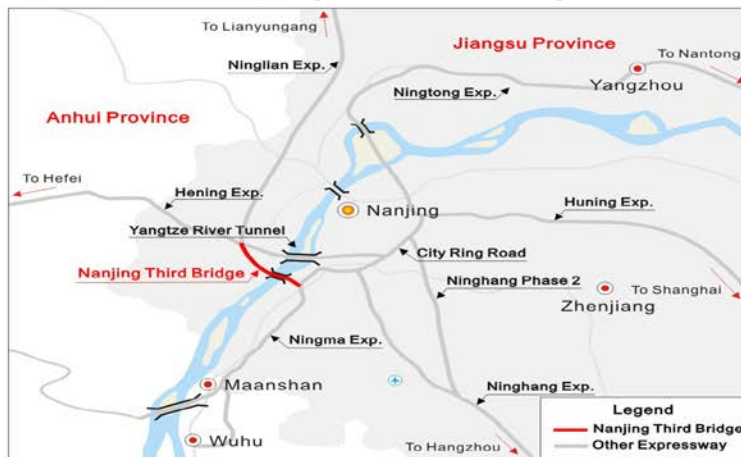 To Lianyungang
Jiangsu Province
To Nantong
Ninglian Exp.
Yangzhou
Ningtong Exp.
Anhui Province
To Hefei
Hening Exp.
Nanjing
Huning Exp.
Yangtze River Tunnel
City Ring Road
Nanjing Third Bridge
Ninghang Phase 2
To Shanghai
Zhenjiang
Ningma Exp.
Maanshan
Ninghang Exp.
Legend
Nanjing Third Bridge
Other Expressway
Wuhu
To Hangzhou